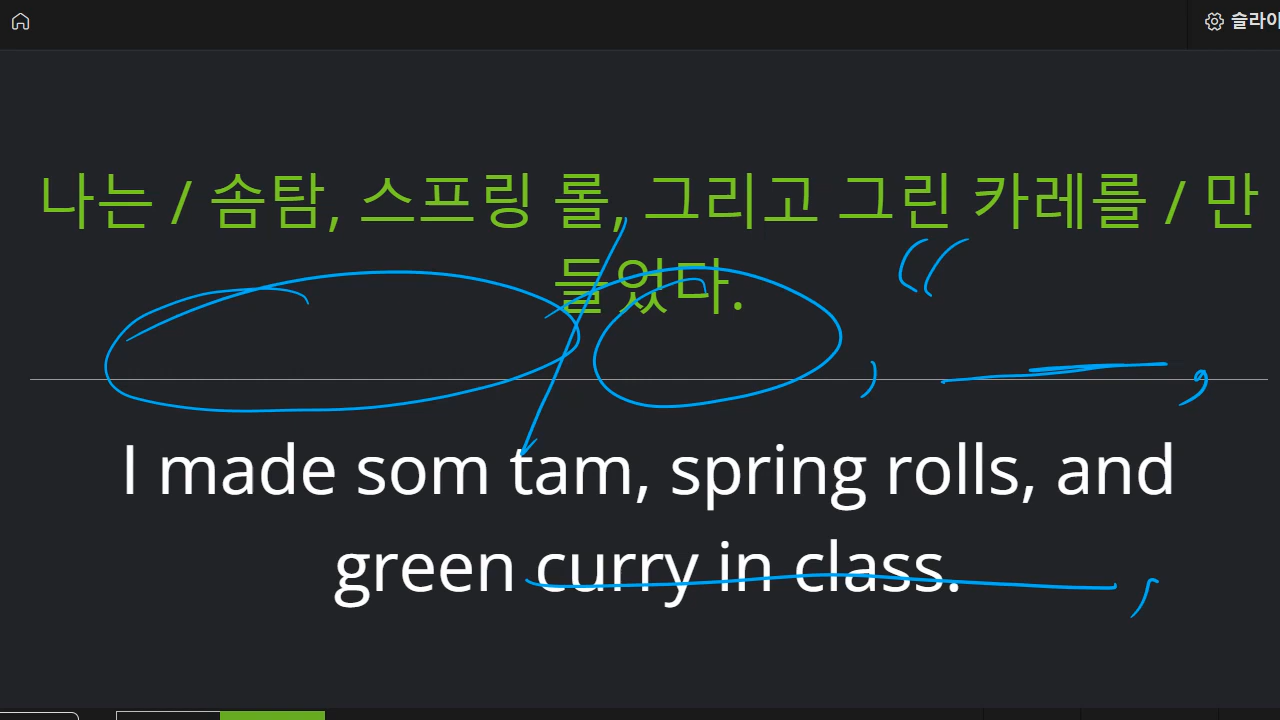 슬라이
나는 / 솜탐, 스프링 롤, 그리고 그린 카레를 / 만
들었다.
I made som tam, spring rolls, and
green curry in class.